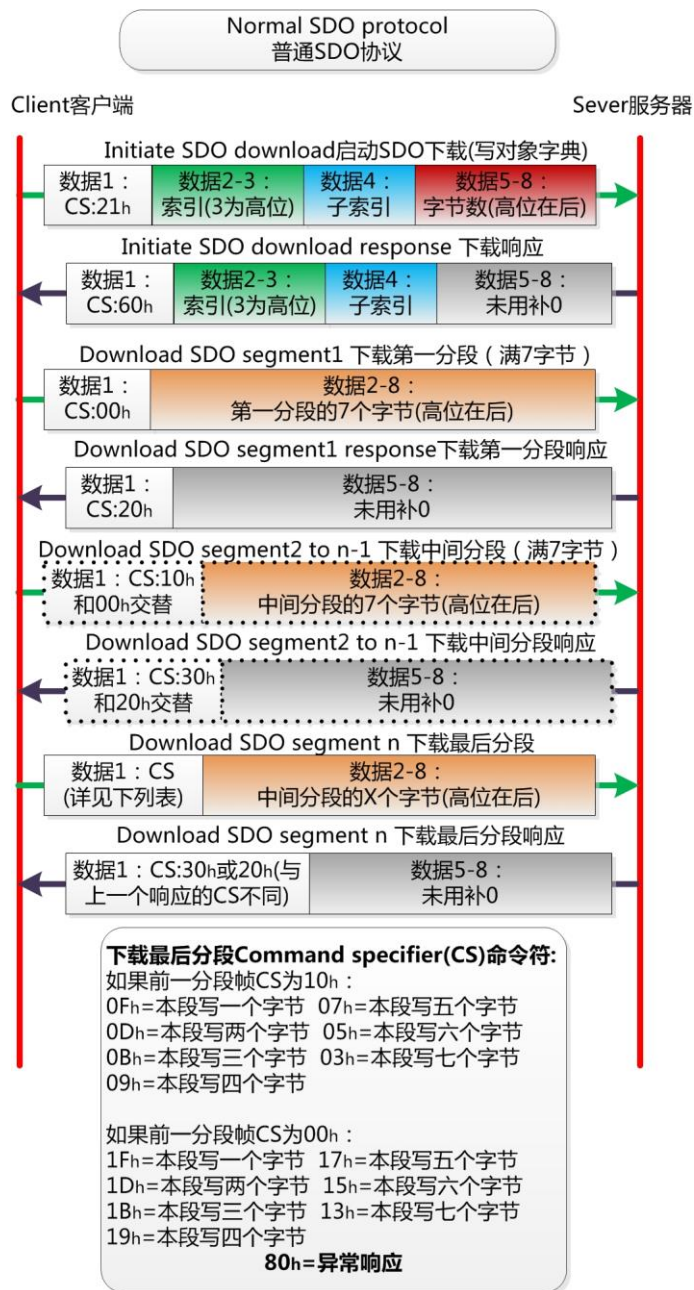 Normal SDO protocol
普通SDO协议
Client客户端
Sever服务器
Initiate SDO download启动SDO下载(写对象字典)
数据1：
CS:21h
数据2-3：
索引(3为高位)
数据4：
子索引
数据5-8：
字节数(高位在后)
Initiate SDO download response 下载响应
数据1：
CS:60h
数据2-3：
索引(3为高位)
数据4：
子索引
数据5-8：
未用补0
Download SDO segment1 下载第一分段（满7字节）
数据1：
CS:00h
数据2-8：
第一分段的7个字节(高位在后)
Download SDO segment1 response下载第一分段响应
数据1：
CS:20h
数据5-8：
未用补0
Download SDO segment2 to n-1 下载中间分段（满7字节）
数据1：CS:10h
和00h交替
数据2-8：
中间分段的7个字节(高位在后)
Download SDO segment2 to n-1 下载中间分段响应
数据1：CS:30h
和20h交替
数据5-8：
未用补0
Download SDO segment n 下载最后分段
数据1：CS
(详见下列表)
数据2-8：
中间分段的X个字节(高位在后)
Download SDO segment n 下载最后分段响应
数据1：CS:30h或20h(与
上一个响应的CS不同)
数据5-8：
未用补0
下载最后分段Command specifier(CS)命令符:
如果前一分段帧CS为10h：
0Fh=本段写一个字节 07h=本段写五个字节
0Dh=本段写两个字节 05h=本段写六个字节
0Bh=本段写三个字节 03h=本段写七个字节
09h=本段写四个字节
如果前一分段帧CS为00h：
1Fh=本段写一个字节 17h=本段写五个字节
1Dh=本段写两个字节 15h=本段写六个字节
1Bh=本段写三个字节 13h=本段写七个字节
19h=本段写四个字节
80h=异常响应